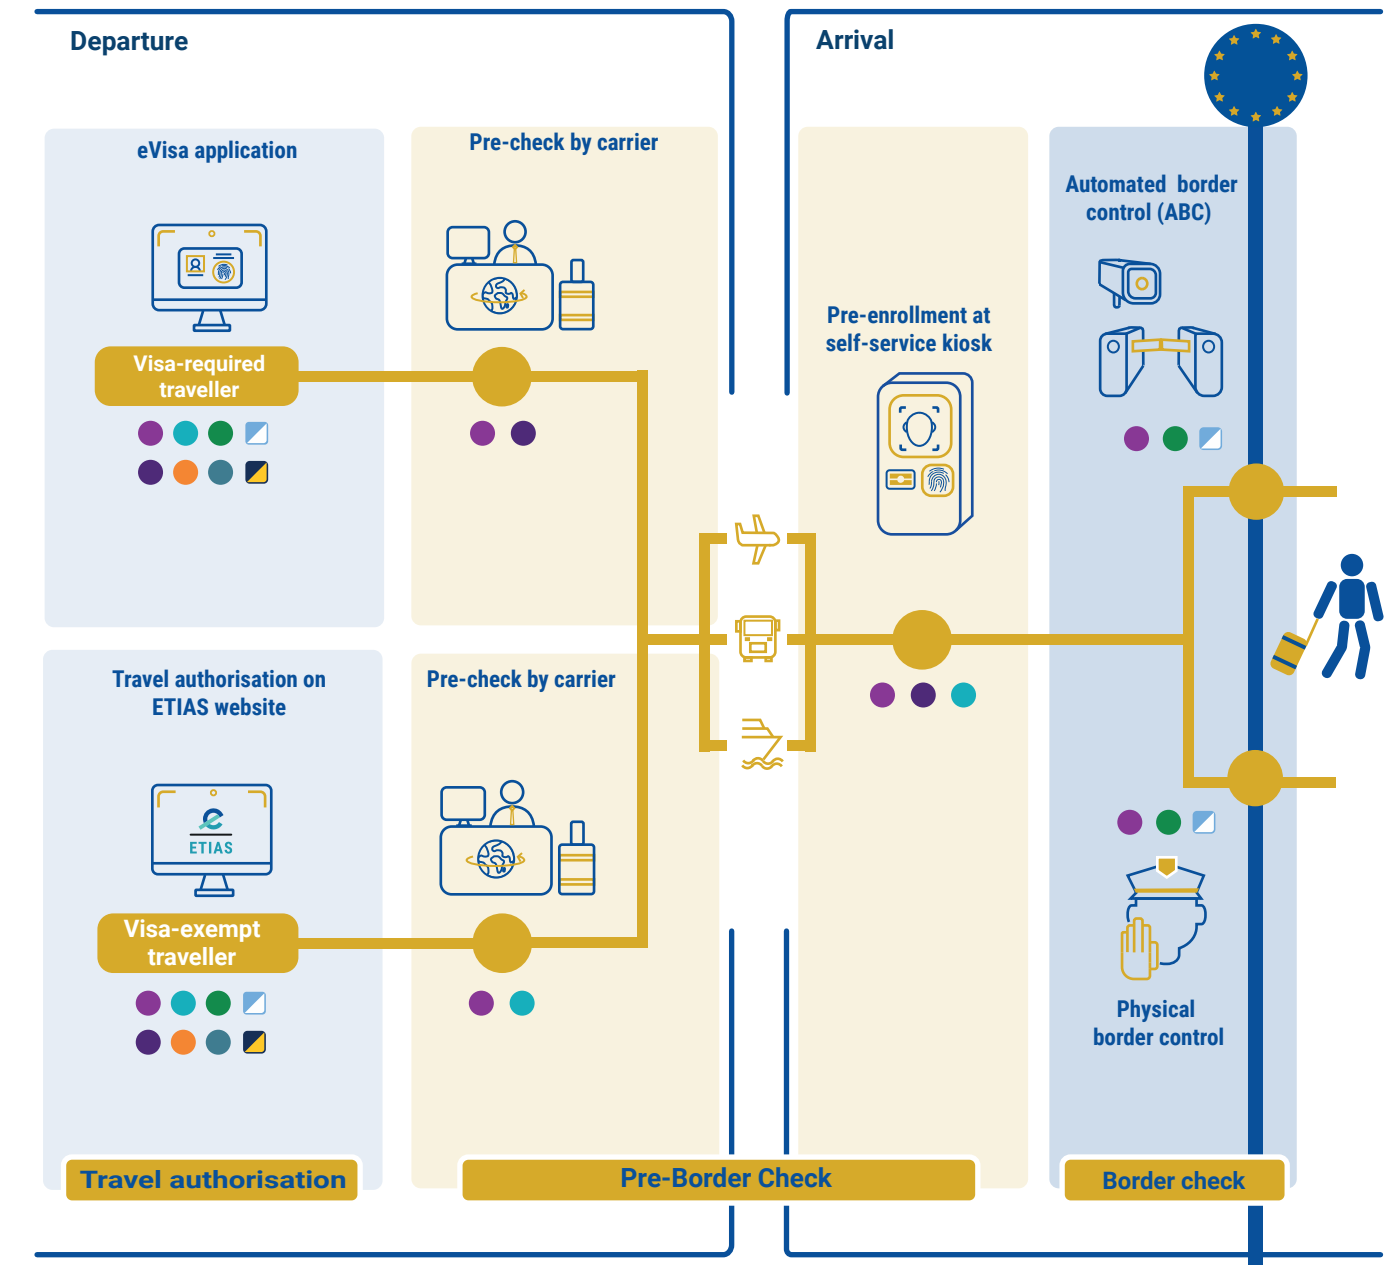 Departure
Arrival
eVisa application
Pre-check by carrier
Automated border
control (ABC)
Visa-required
traveller
Pre-enrollment at
self-service kiosk
Travel authorisation on
ETIAS website
Pre-check by carrier
ETIAS
Visa-exempt
traveller
Physical
border control
Travel authorisation
Pre-Border Check
Border check